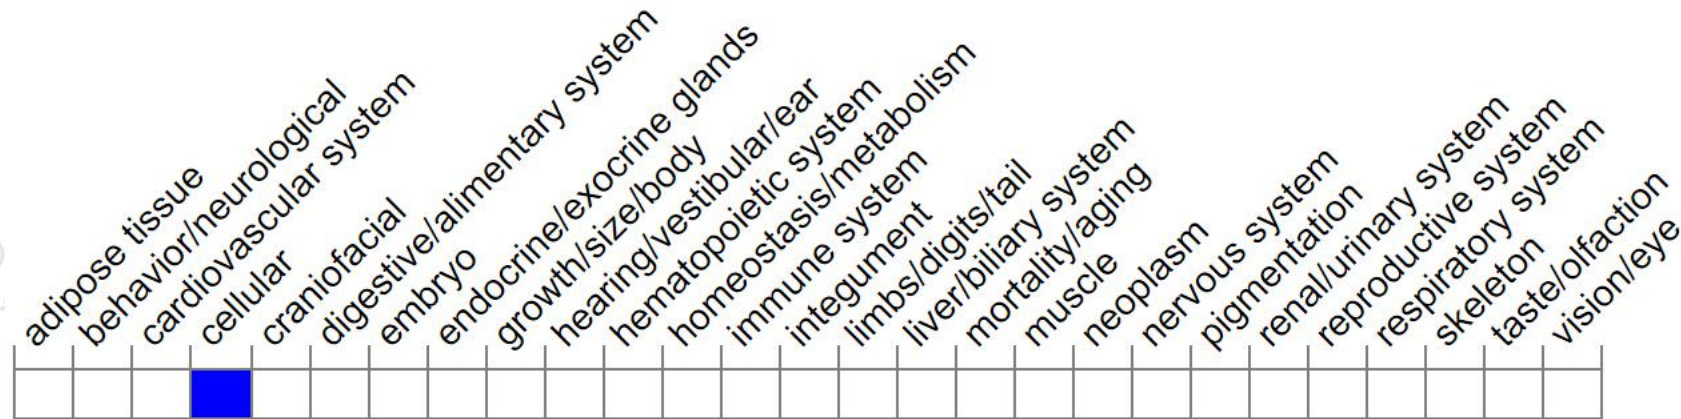 adipose tissue
behavior/neurological
cardiovascular system
cellular
craniofacial
digestive/alimentary system
embryo
endocrine/exocrine glands
growth/size/body
hearing/vestibular/ear
hematopoietic system
homeostasis/metabolism
immune system
integument
limbs/digits/tail
liver/biliary system
mortality/aging
muscle
neoplasm
nervous system
pigmentation
renal/urinary system
reproductive system
respiratory system
skeleton
taste/olfaction
vision/eye